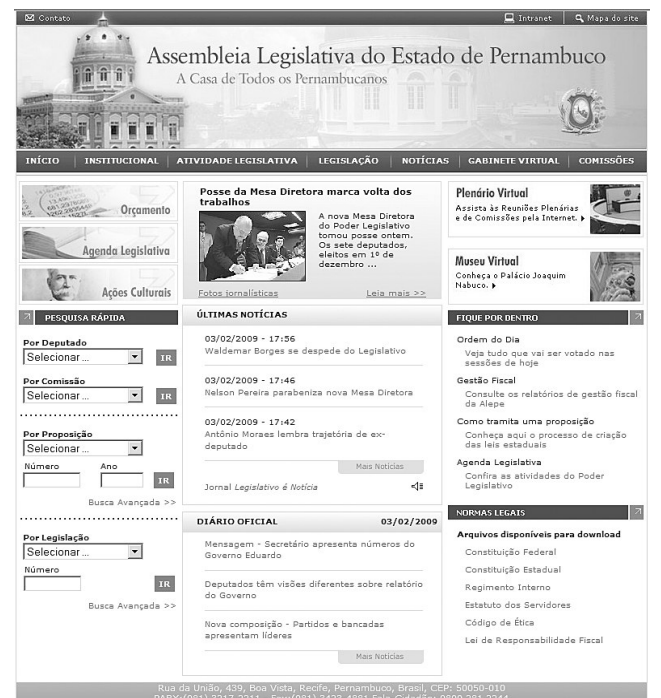 Contato
Intranet
Mapa do site
Assembleia Legislativa do Estado de Pernambuco
A Casa de Todos os Pernambucanos
INÍCIO
INSTITUCIONAL
ATIVIDADE LEGISLATIVA
LEGISLAÇÃO
NOTÍCIAS
GABINETE VIRTUAL
COMISSÕES
Orçamento
Agenda Legislativa
Ações Culturais
PESQUISA RÁPIDA
Por Deputado
Selecionar ...
IR
Por Comissão
Selecionar ...
IR
Por Proposição
Selecionar ...
Número Ano
IR
Busca Avançada >>
Por Legislação
Selecionar ...
Número
IR
Busca Avançada >>
Posse da Mesa Diretora marca volta dos
trabalhos
A nova Mesa Diretora
do Poder Legislativo
tomou posse ontem.
Os sete deputados,
eleitos em 1º de
dezembro ...
Fotos jornalísticas
Leia mais >>
ÚLTIMAS NOTÍCIAS
03/02/2009 - 17:56
Waldemar Borges se despede do Legislativo
03/02/2009 - 17:46
Nelson Pereira parabeniza nova Mesa Diretora
03/02/2009 - 17:42
Antônio Moraes lembra trajetória de ex-
deputado
Mais Notícias
Jornal Legislativo é Notícia
DIÁRIO OFICIAL 03/02/2009
Mensagem - Secretário apresenta números do
Governo Eduardo
Deputados têm visões diferentes sobre relatório
do Governo
Nova composição - Partidos e bancadas
apresentam líderes
Mais Notícias
Plenário Virtual
Assista às Reuniões Plenárias
e de Comissões pela Internet.
Museu Virtual
Conheça o Palácio Joaquim
Nabuco.
FIQUE POR DENTRO
Ordem do Dia
Veja tudo que vai ser votado nas
sessões de hoje
Gestão Fiscal
Consulte os relatórios de gestão fiscal
da Alepe
Como tramita uma proposição
Conheça aqui o processo de criação
das leis estaduais
Agenda Legislativa
Confira as atividades do Poder
Legislativo
NORMAS LEGAIS
Arquivos disponíveis para download
Constituição Federal
Constituição Estadual
Regimento Interno
Estatuto dos Servidores
Código de Ética
Lei de Responsabilidade Fiscal
Rua da União, 439, Boa Vista, Recife, Pernambuco, Brasil, CEP: 50050-010